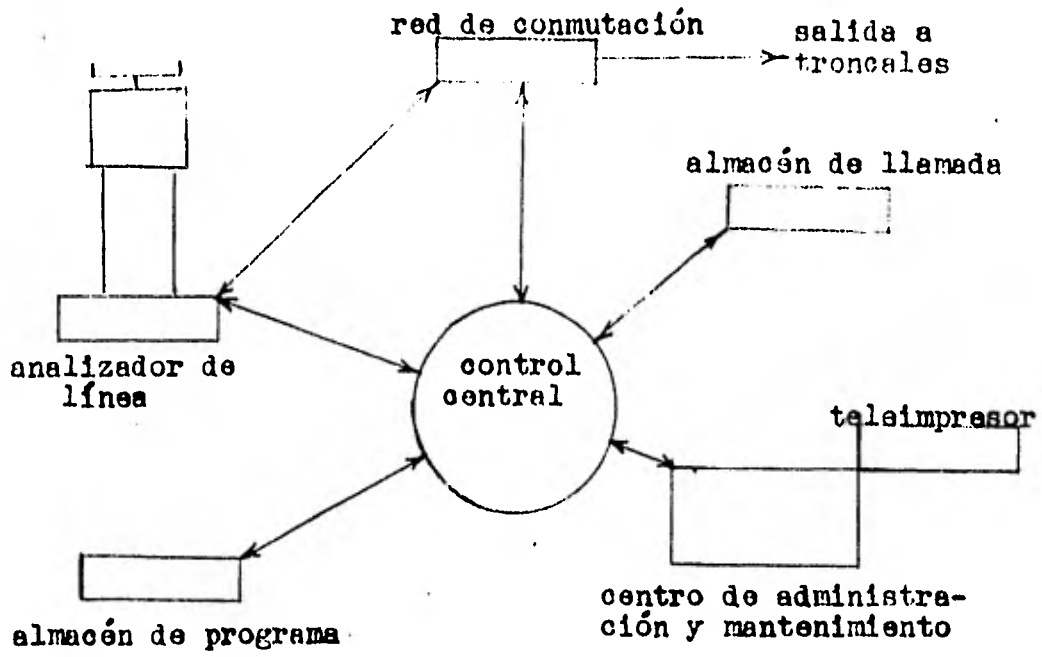 red de conmutación
salida a
troncales
almacén de llamada
analizador de
línea
control
central
teleimpresor
almacén de programa
centro de administra-
ción y mantenimiento